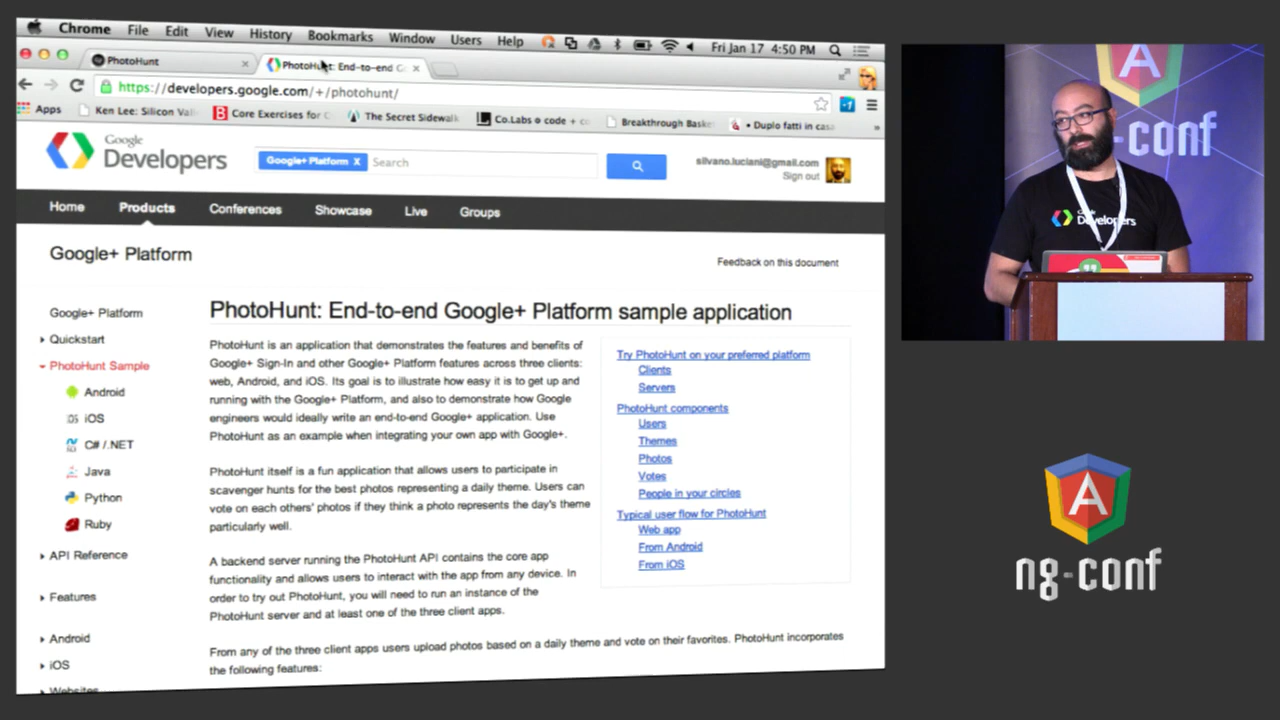 Chrome File Edit View History Bookmarks Window Users Help Fri Jan 17 4:50 PM
PhotoHunt
PhotoHunt: End-to-end
https://developers.google.com/+/photohunt/
Apps
Ken Lee: Silicon Val
Core Exercises for
The Secret Sidewalk
Co.Labs code + c
Breakthrough Baske
• Duplo fatti in casa
»
Google
Developers
Google+ Platform X
Search
silvano.luciani@gmail.com
Sign out
Home Products Conferences Showcase Live Groups
Google+ Platform
Feedback on this document
Google+ Platform
Quickstart
PhotoHunt Sample
Android
iOS
C# /.NET
Java
Python
Ruby
API Reference
Features
Android
iOS
Websites
PhotoHunt: End-to-end Google+ Platform sample application
PhotoHunt is an application that demonstrates the features and benefits of
Google+ Sign-In and other Google+ Platform features across three clients:
web, Android, and iOS. Its goal is to illustrate how easy it is to get up and
running with the Google+ Platform, and also to demonstrate how Google
engineers would ideally write an end-to-end Google+ application. Use
PhotoHunt as an example when integrating your own app with Google+.
PhotoHunt itself is a fun application that allows users to participate in
scavenger hunts for the best photos representing a daily theme. Users can
vote on each others' photos if they think a photo represents the day's theme
particularly well.
A backend server running the PhotoHunt API contains the core app
functionality and allows users to interact with the app from any device. In
order to try out PhotoHunt, you will need to run an instance of the
PhotoHunt server and at least one of the three client apps.
From any of the three client apps users upload photos based on a daily theme and vote on their favorites. PhotoHunt incorporates
the following features:
Try PhotoHunt on your preferred platform
Clients
Servers
PhotoHunt components
Users
Themes
Photos
Votes
People in your circles
Typical user flow for PhotoHunt
Web app
From Android
From iOS
A
-conf
Google
Developers
A
ng-conf